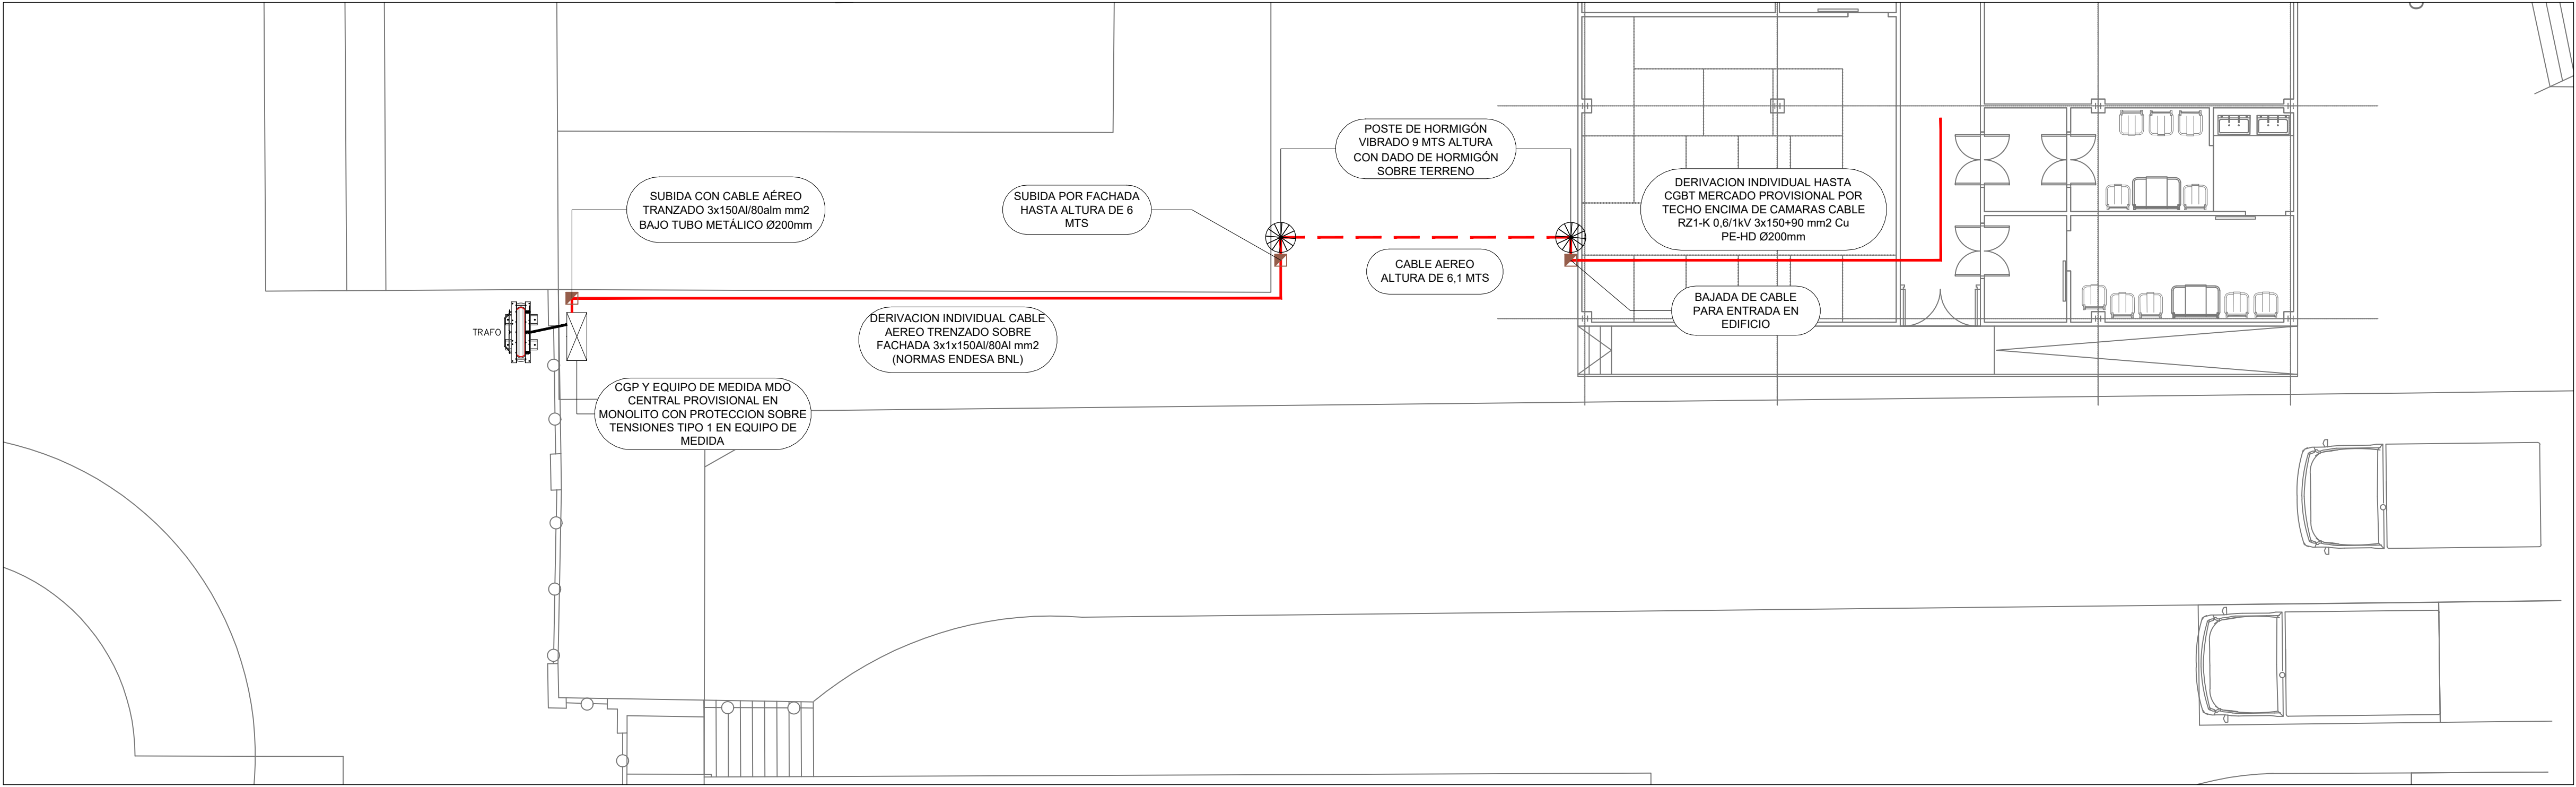 POSTE DE HORMIGÓN
VIBRADO 9 MTS ALTURA
CON DADO DE HORMIGÓN
SOBRE TERRENO
SUBIDA CON CABLE AÉREO
TRANZADO 3x150Al/80alm mm2
BAJO TUBO METÁLICO Ø200mm
SUBIDA POR FACHADA
HASTA ALTURA DE 6
MTS
DERIVACION INDIVIDUAL HASTA
CGBT MERCADO PROVISIONAL POR
TECHO ENCIMA DE CAMARAS CABLE
RZ1-K 0,6/1kV 3x150+90 mm2 Cu
PE-HD Ø200mm
CABLE AEREO
ALTURA DE 6,1 MTS
BAJADA DE CABLE
PARA ENTRADA EN
EDIFICIO
TRAFO
DERIVACION INDIVIDUAL CABLE
AEREO TRENZADO SOBRE
FACHADA 3x1x150Al/80Al mm2
(NORMAS ENDESA BNL)
CGP Y EQUIPO DE MEDIDA MDO
CENTRAL PROVISIONAL EN
MONOLITO CON PROTECCION SOBRE
TENSIONES TIPO 1 EN EQUIPO DE
MEDIDA